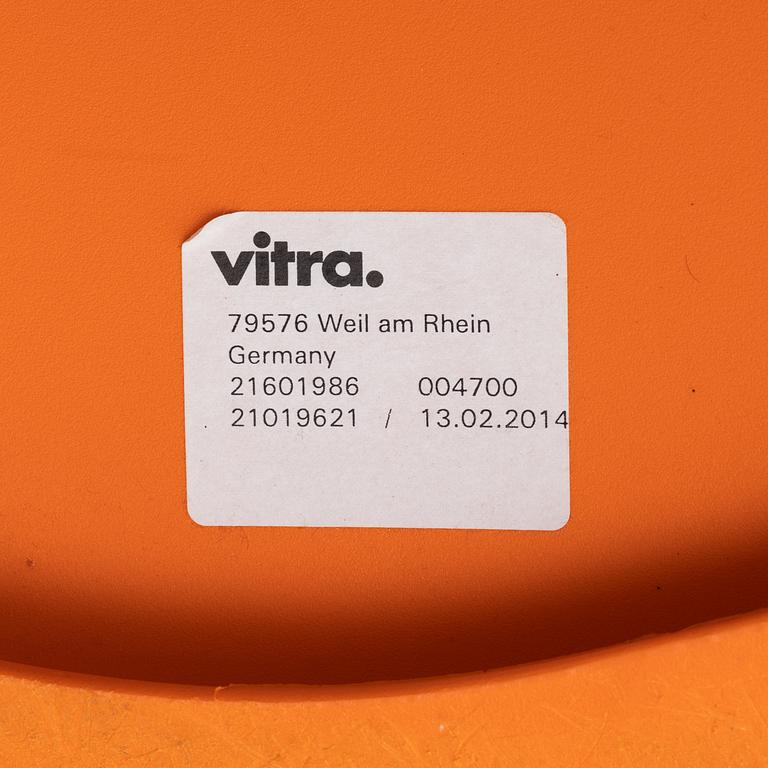 vitra.
79576 Weil am Rhein
Germany
21601986 004700
21019621 / 13.02.2014